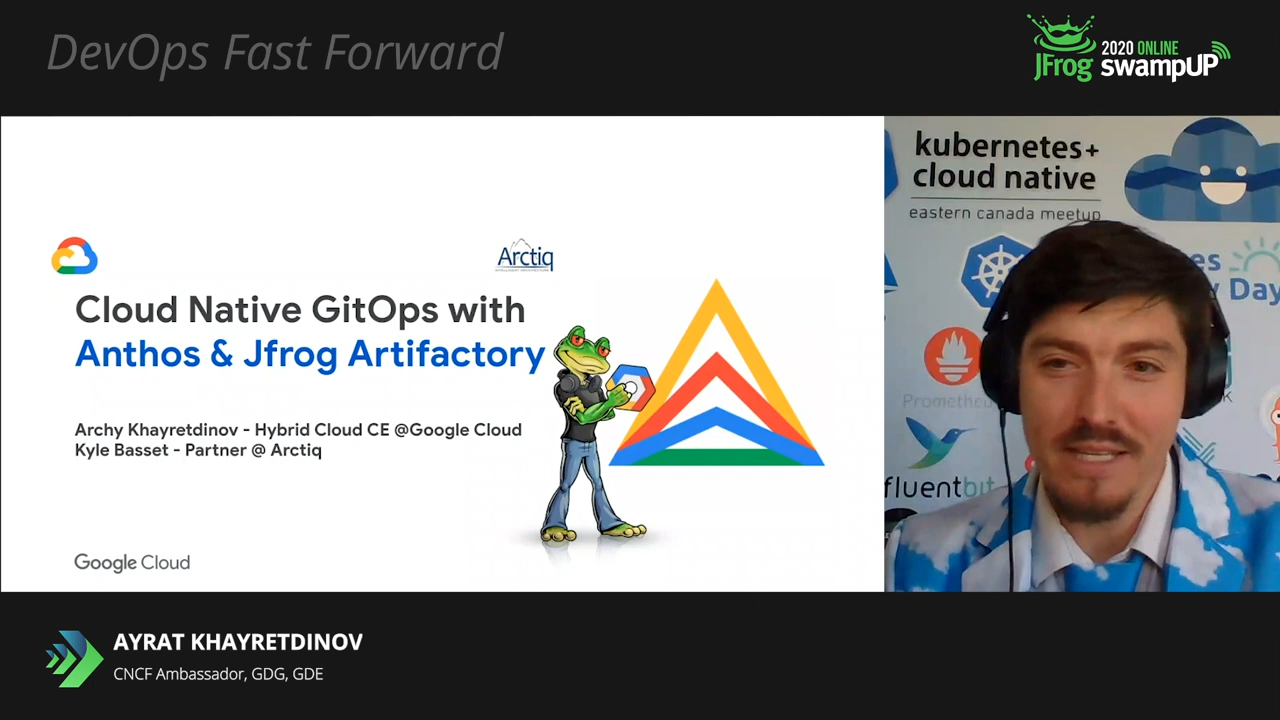 DevOps Fast Forward
JFrog
2020 ONLINE
swampUP
kubernetes+
cloud native
eastern canada meetup
Arctiq
Cloud Native GitOps with
Anthos & Jfrog Artifactory
Archy Khayretdinov - Hybrid Cloud CE @Google Cloud
Kyle Basset - Partner @ Arctiq
Day
fluentbit
Google Cloud
AYRAT KHAYRETDINOV
CNCF Ambassador, GDG, GDE